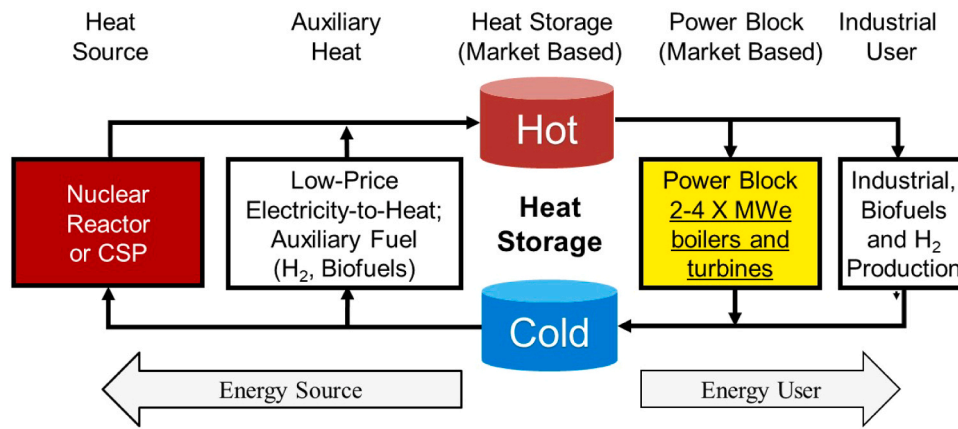 Heat
Source
Auxiliary
Heat
Heat Storage
(Market Based)
Power Block
(Market Based)
Industrial
User
Hot
Nuclear
Reactor
or CSP
Low-Price
Electricity-to-Heat;
Auxiliary Fuel
(H₂, Biofuels)
Heat
Storage
Power Block
2-4 X MWe
boilers and
turbines
Industrial,
Biofuels
and H₂
Production
Cold
Energy Source
Energy User